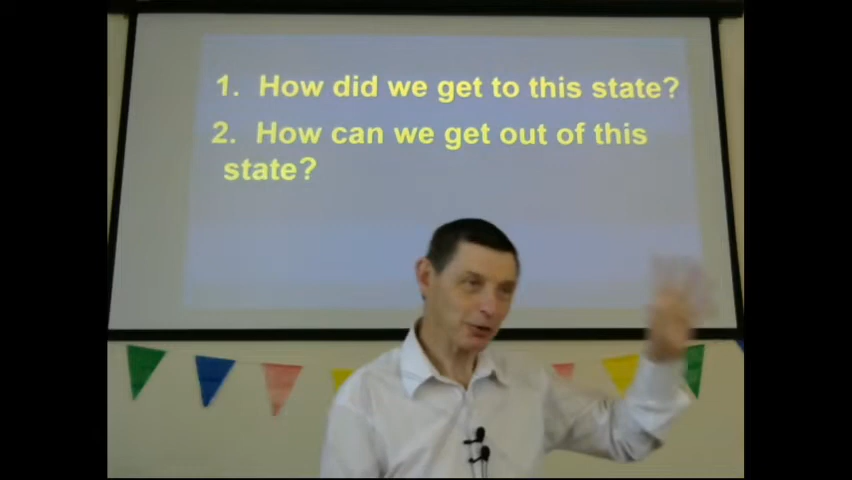 1. How did we get to this state?
2. How can we get out of this
state?